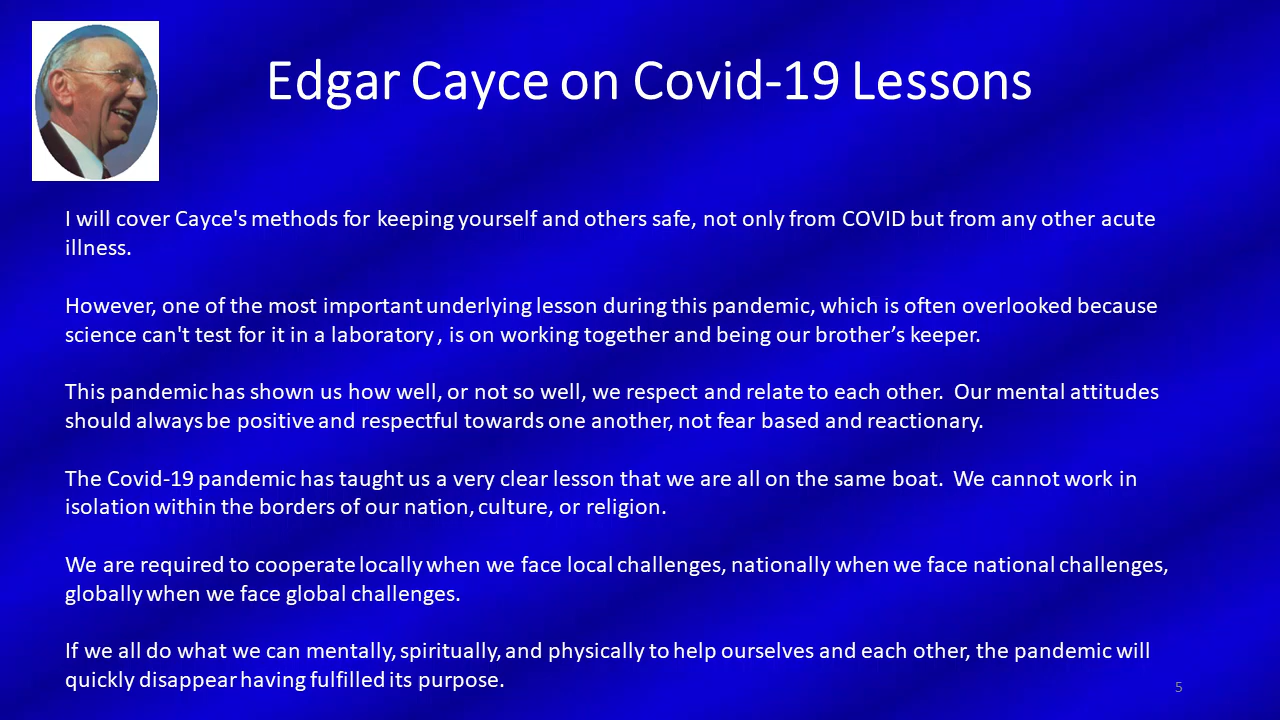 Edgar Cayce on Covid-19 Lessons
I will cover Cayce's methods for keeping yourself and others safe, not only from COVID but from any other acute
illness.
However, one of the most important underlying lesson during this pandemic, which is often overlooked because
science can't test for it in a laboratory , is on working together and being our brother’s keeper.
This pandemic has shown us how well, or not so well, we respect and relate to each other.  Our mental attitudes
should always be positive and respectful towards one another, not fear based and reactionary.
The Covid-19 pandemic has taught us a very clear lesson that we are all on the same boat.  We cannot work in
isolation within the borders of our nation, culture, or religion.
We are required to cooperate locally when we face local challenges, nationally when we face national challenges,
globally when we face global challenges.
If we all do what we can mentally, spiritually, and physically to help ourselves and each other, the pandemic will
quickly disappear having fulfilled its purpose.
5